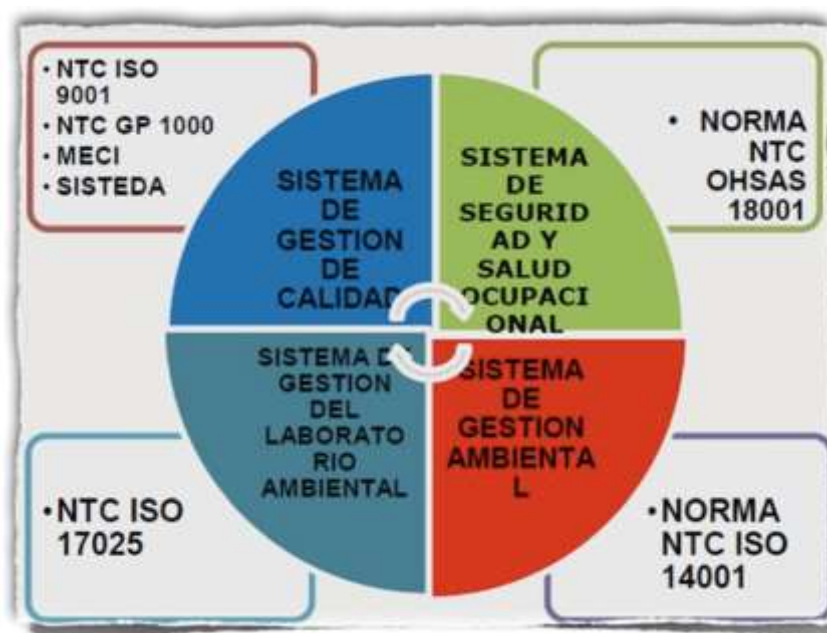 • NTC ISO
9001
• NTC GP 1000
• MECI
• SISTEDA
SISTEMA
DE
GESTION
DE
CALIDAD
SISTEMA
DE
SEGURID
AD Y
SALUD
OCUPACI
ONAL
• NORMA
NTC
OHSAS
18001
SISTEMA DE
GESTION
DEL
LABORATO
RIO
AMBIENTAL
SISTEMA
DE
GESTION
AMBIENTA
L
• NTC ISO
17025
• NORMA
NTC ISO
14001